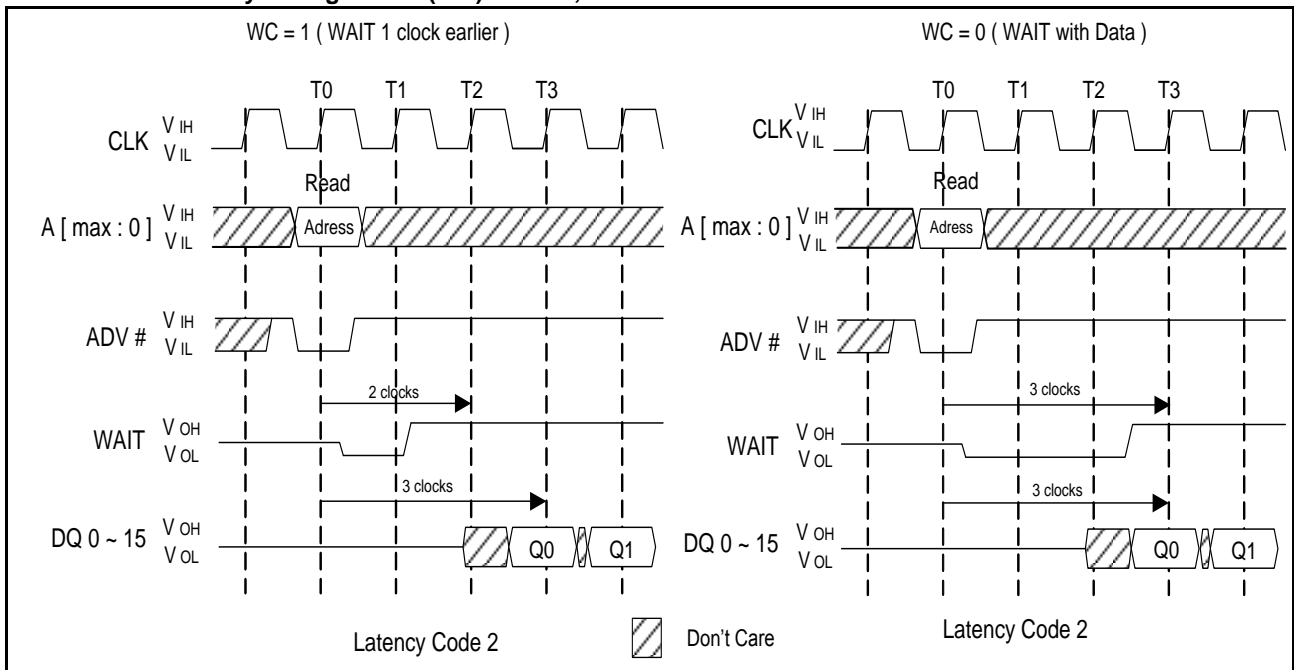 WC = 1 ( WAIT 1 clock earlier )
T0 T1 T2 T3
CLK V IH V IL
Read
A [ max : 0 ] V IH V IL
Adress
ADV # V IH V IL
2 clocks
WAIT V OH V OL
3 clocks
DQ 0 ~ 15 V OH V OL
Q0 Q1
Latency Code 2
WC = 0 ( WAIT with Data )
T0 T1 T2 T3
CLK V IH V IL
Read
A [ max : 0 ] V IH V IL
Adress
ADV # V IH V IL
3 clocks
WAIT V OH V OL
3 clocks
DQ 0 ~ 15 V OH V OL
Q0 Q1
Latency Code 2
Don't Care